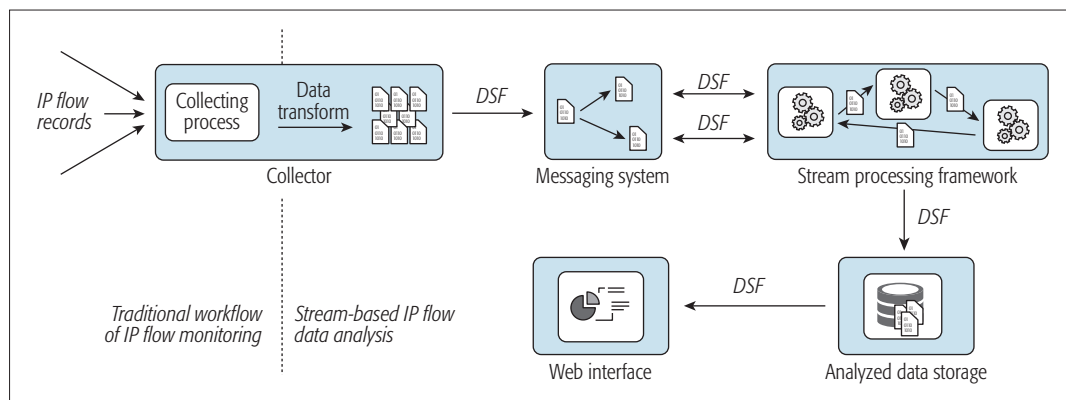 IP flow
records
Collecting
process
Data
transform
Collector
DSF
Messaging system
DSF
DSF
Stream processing framework
DSF
Traditional workflow
of IP flow monitoring
Stream-based IP flow
data analysis
Web interface
DSF
Analyzed data storage